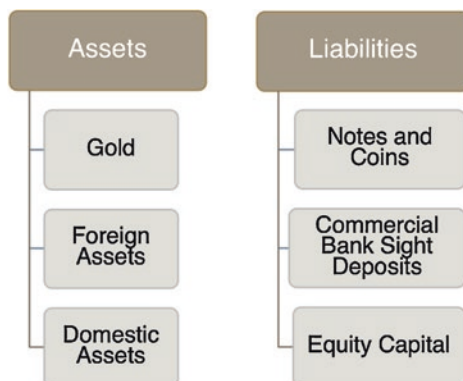 Assets
Gold
Foreign
Assets
Domestic
Assets
Liabilities
Notes and
Coins
Commercial
Bank Sight
Deposits
Equity Capital